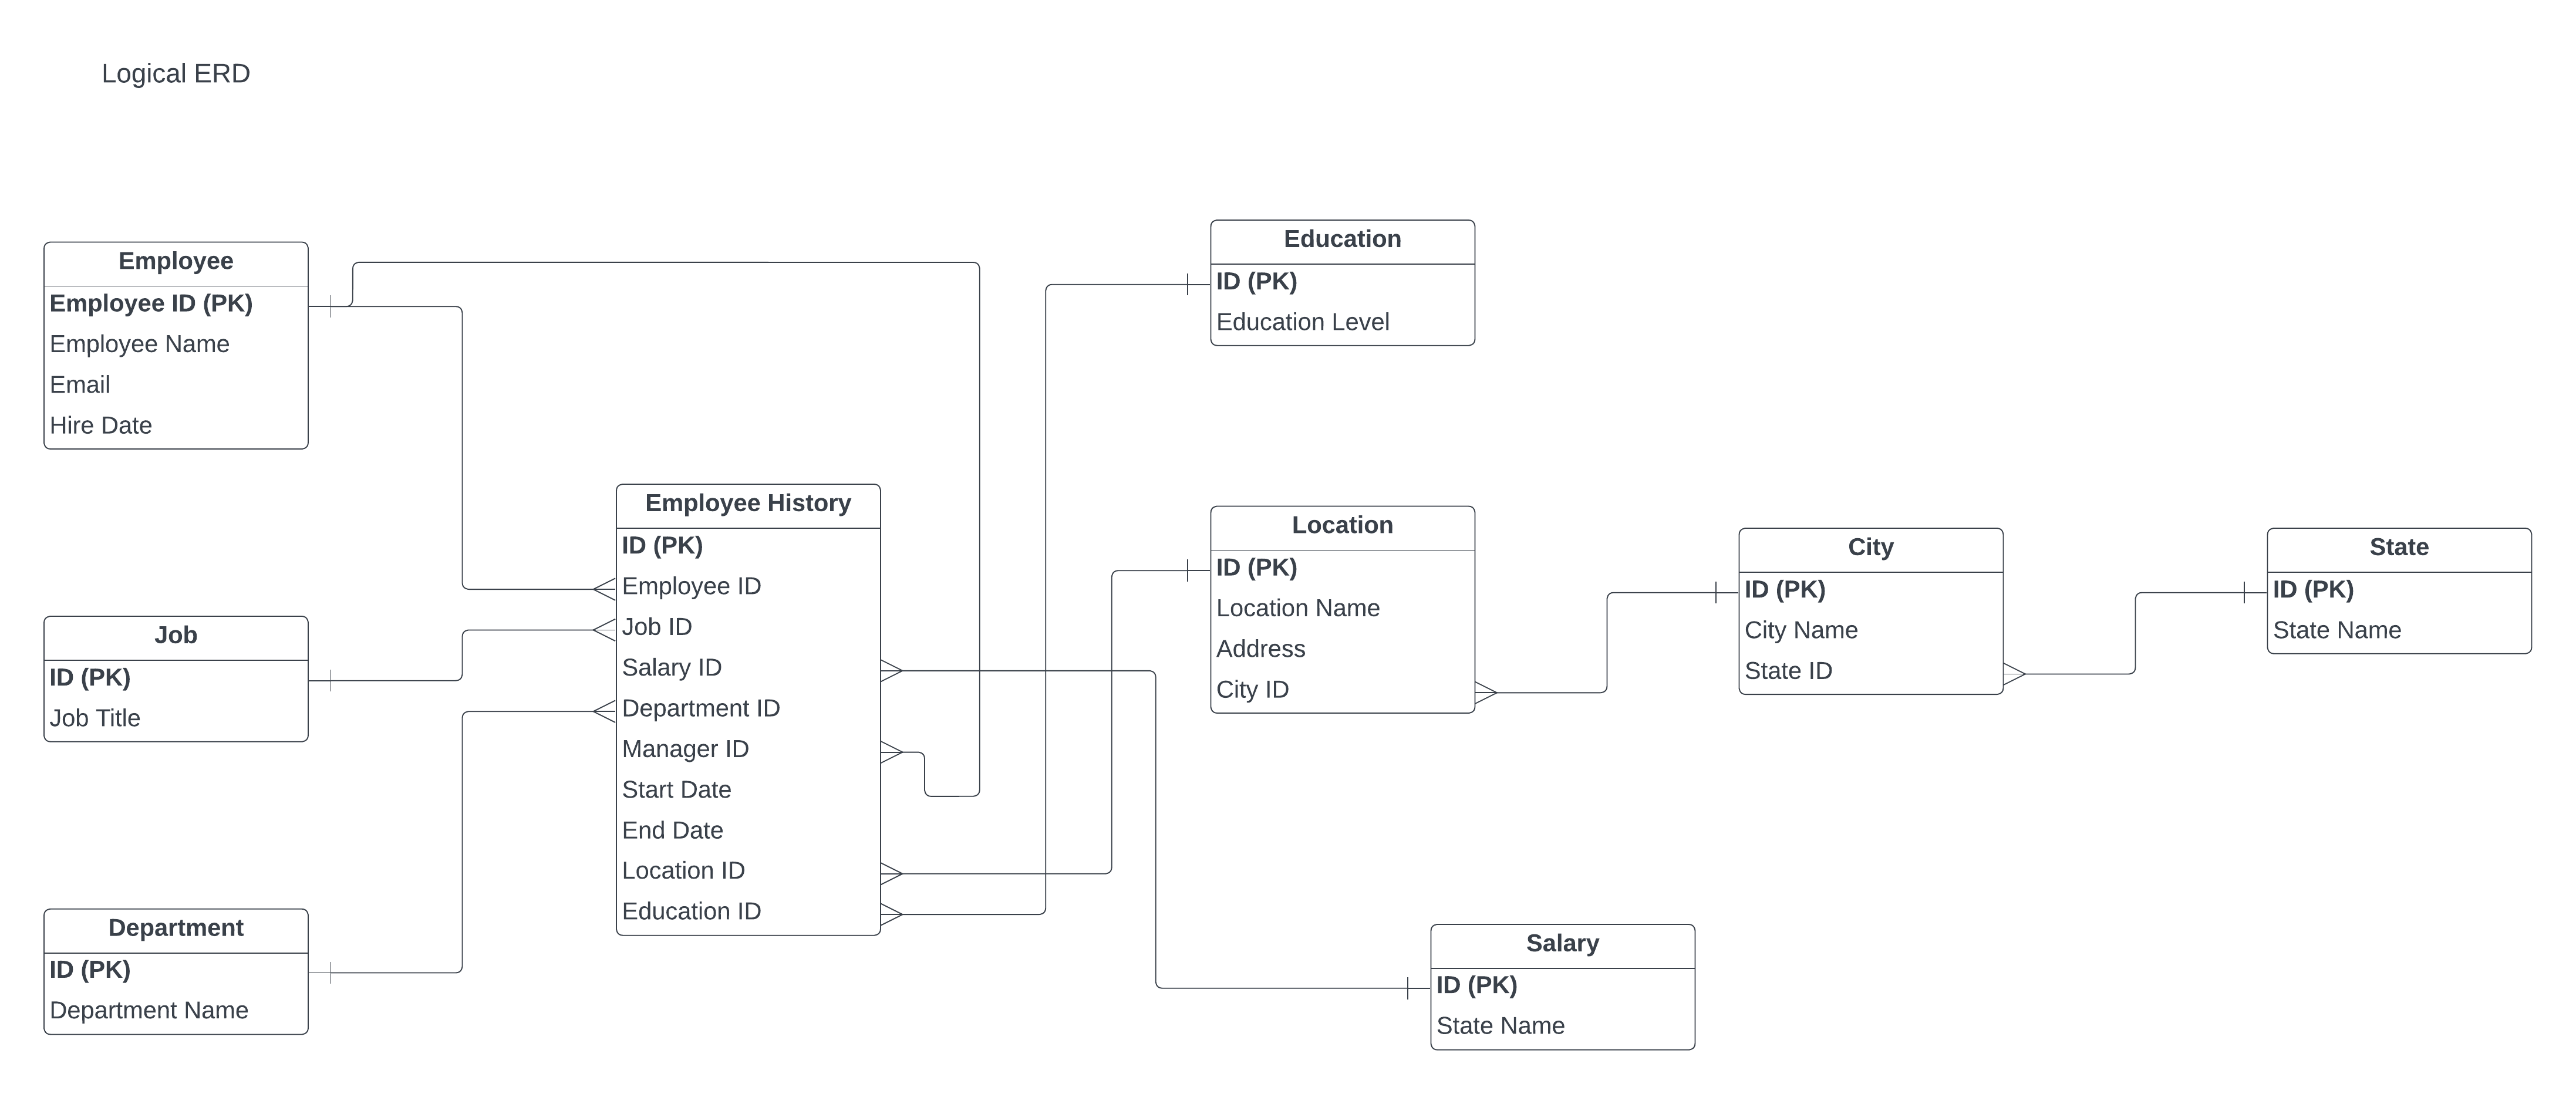 Logical ERD
Employee
Employee ID (PK)
Employee Name
Email
Hire Date
Job
ID (PK)
Job Title
Department
ID (PK)
Department Name
Employee History
ID (PK)
Employee ID
Job ID
Salary ID
Department ID
Manager ID
Start Date
End Date
Location ID
Education ID
Education
ID (PK)
Education Level
Location
ID (PK)
Location Name
Address
City ID
Salary
ID (PK)
State Name
City
ID (PK)
City Name
State ID
State
ID (PK)
State Name